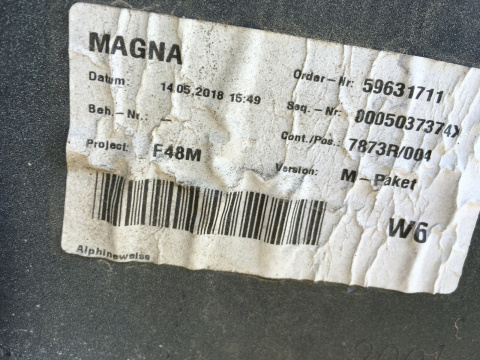 MAGNA
Datum: 14.05.2018 15:49
Beh.-Nr.: –
Project: F48M
Order-Nr: 59631711
Seq.-Nr: 0005037374X
Cont./Pos.: 7873R/004
Version: M-Paket
W6
Alphineweiss